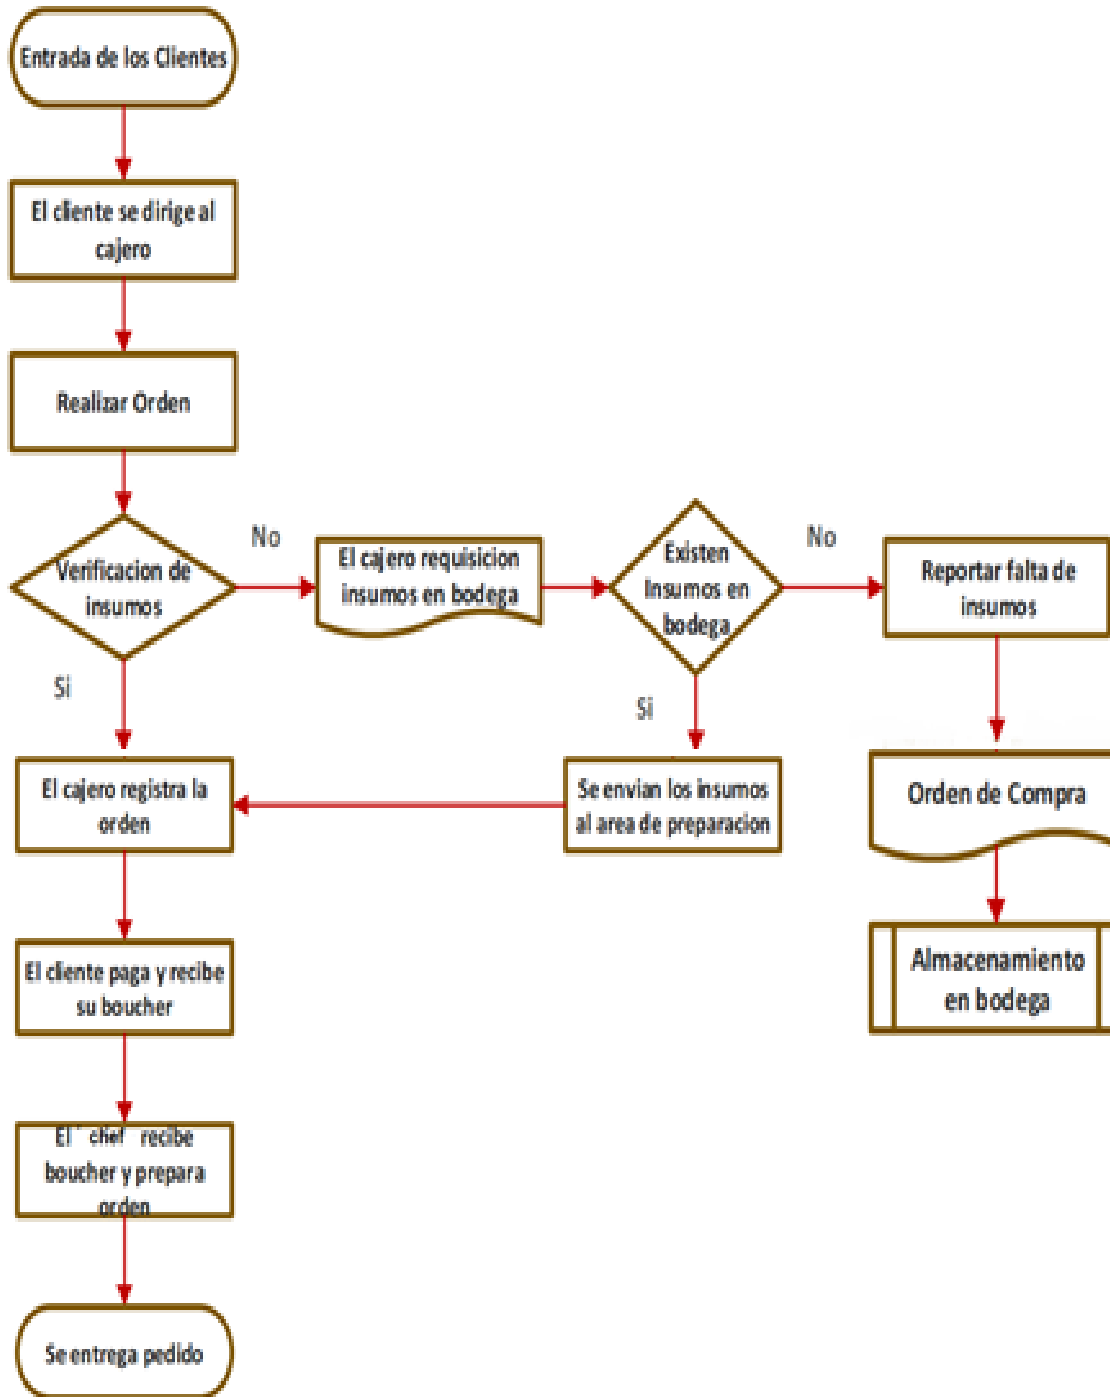 Entrada de los Clientes
El cliente se dirige al
cajero
Realizar Orden
Verificacion de
insumos
No
El cajero requisicion
insumos en bodega
Existen
Insumos en
bodega
No
Reportar falta de
insumos
Si
Si
El cajero registra la
orden
Se envian los insumos
al area de preparacion
Orden de Compra
El cliente paga y recibe
su boucher
Almacenamiento
en bodega
El chef recibe
boucher y prepara
orden
Se entrega pedido